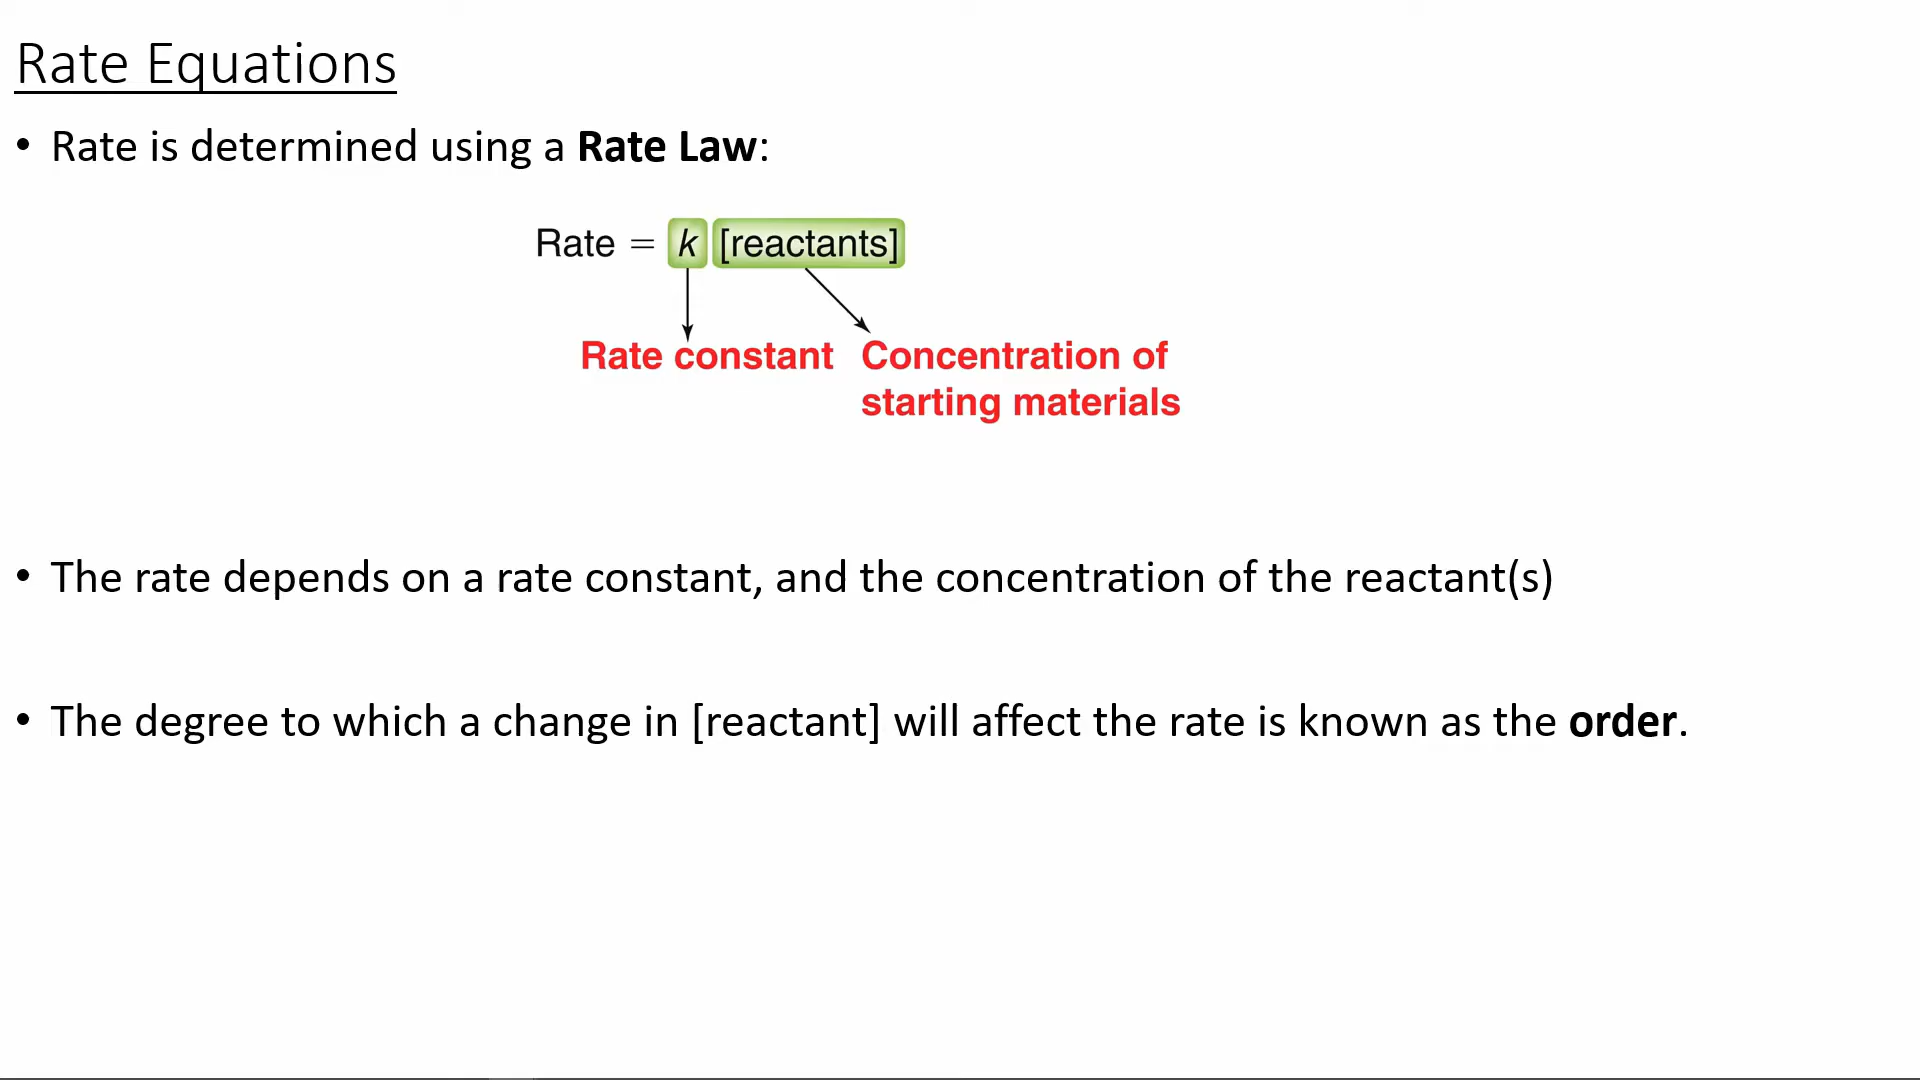 Rate Equations
• Rate is determined using a Rate Law:
Rate = k [reactants]
Rate constant Concentration of
starting materials
• The rate depends on a rate constant, and the concentration of the reactant(s)
• The degree to which a change in [reactant] will affect the rate is known as the order.